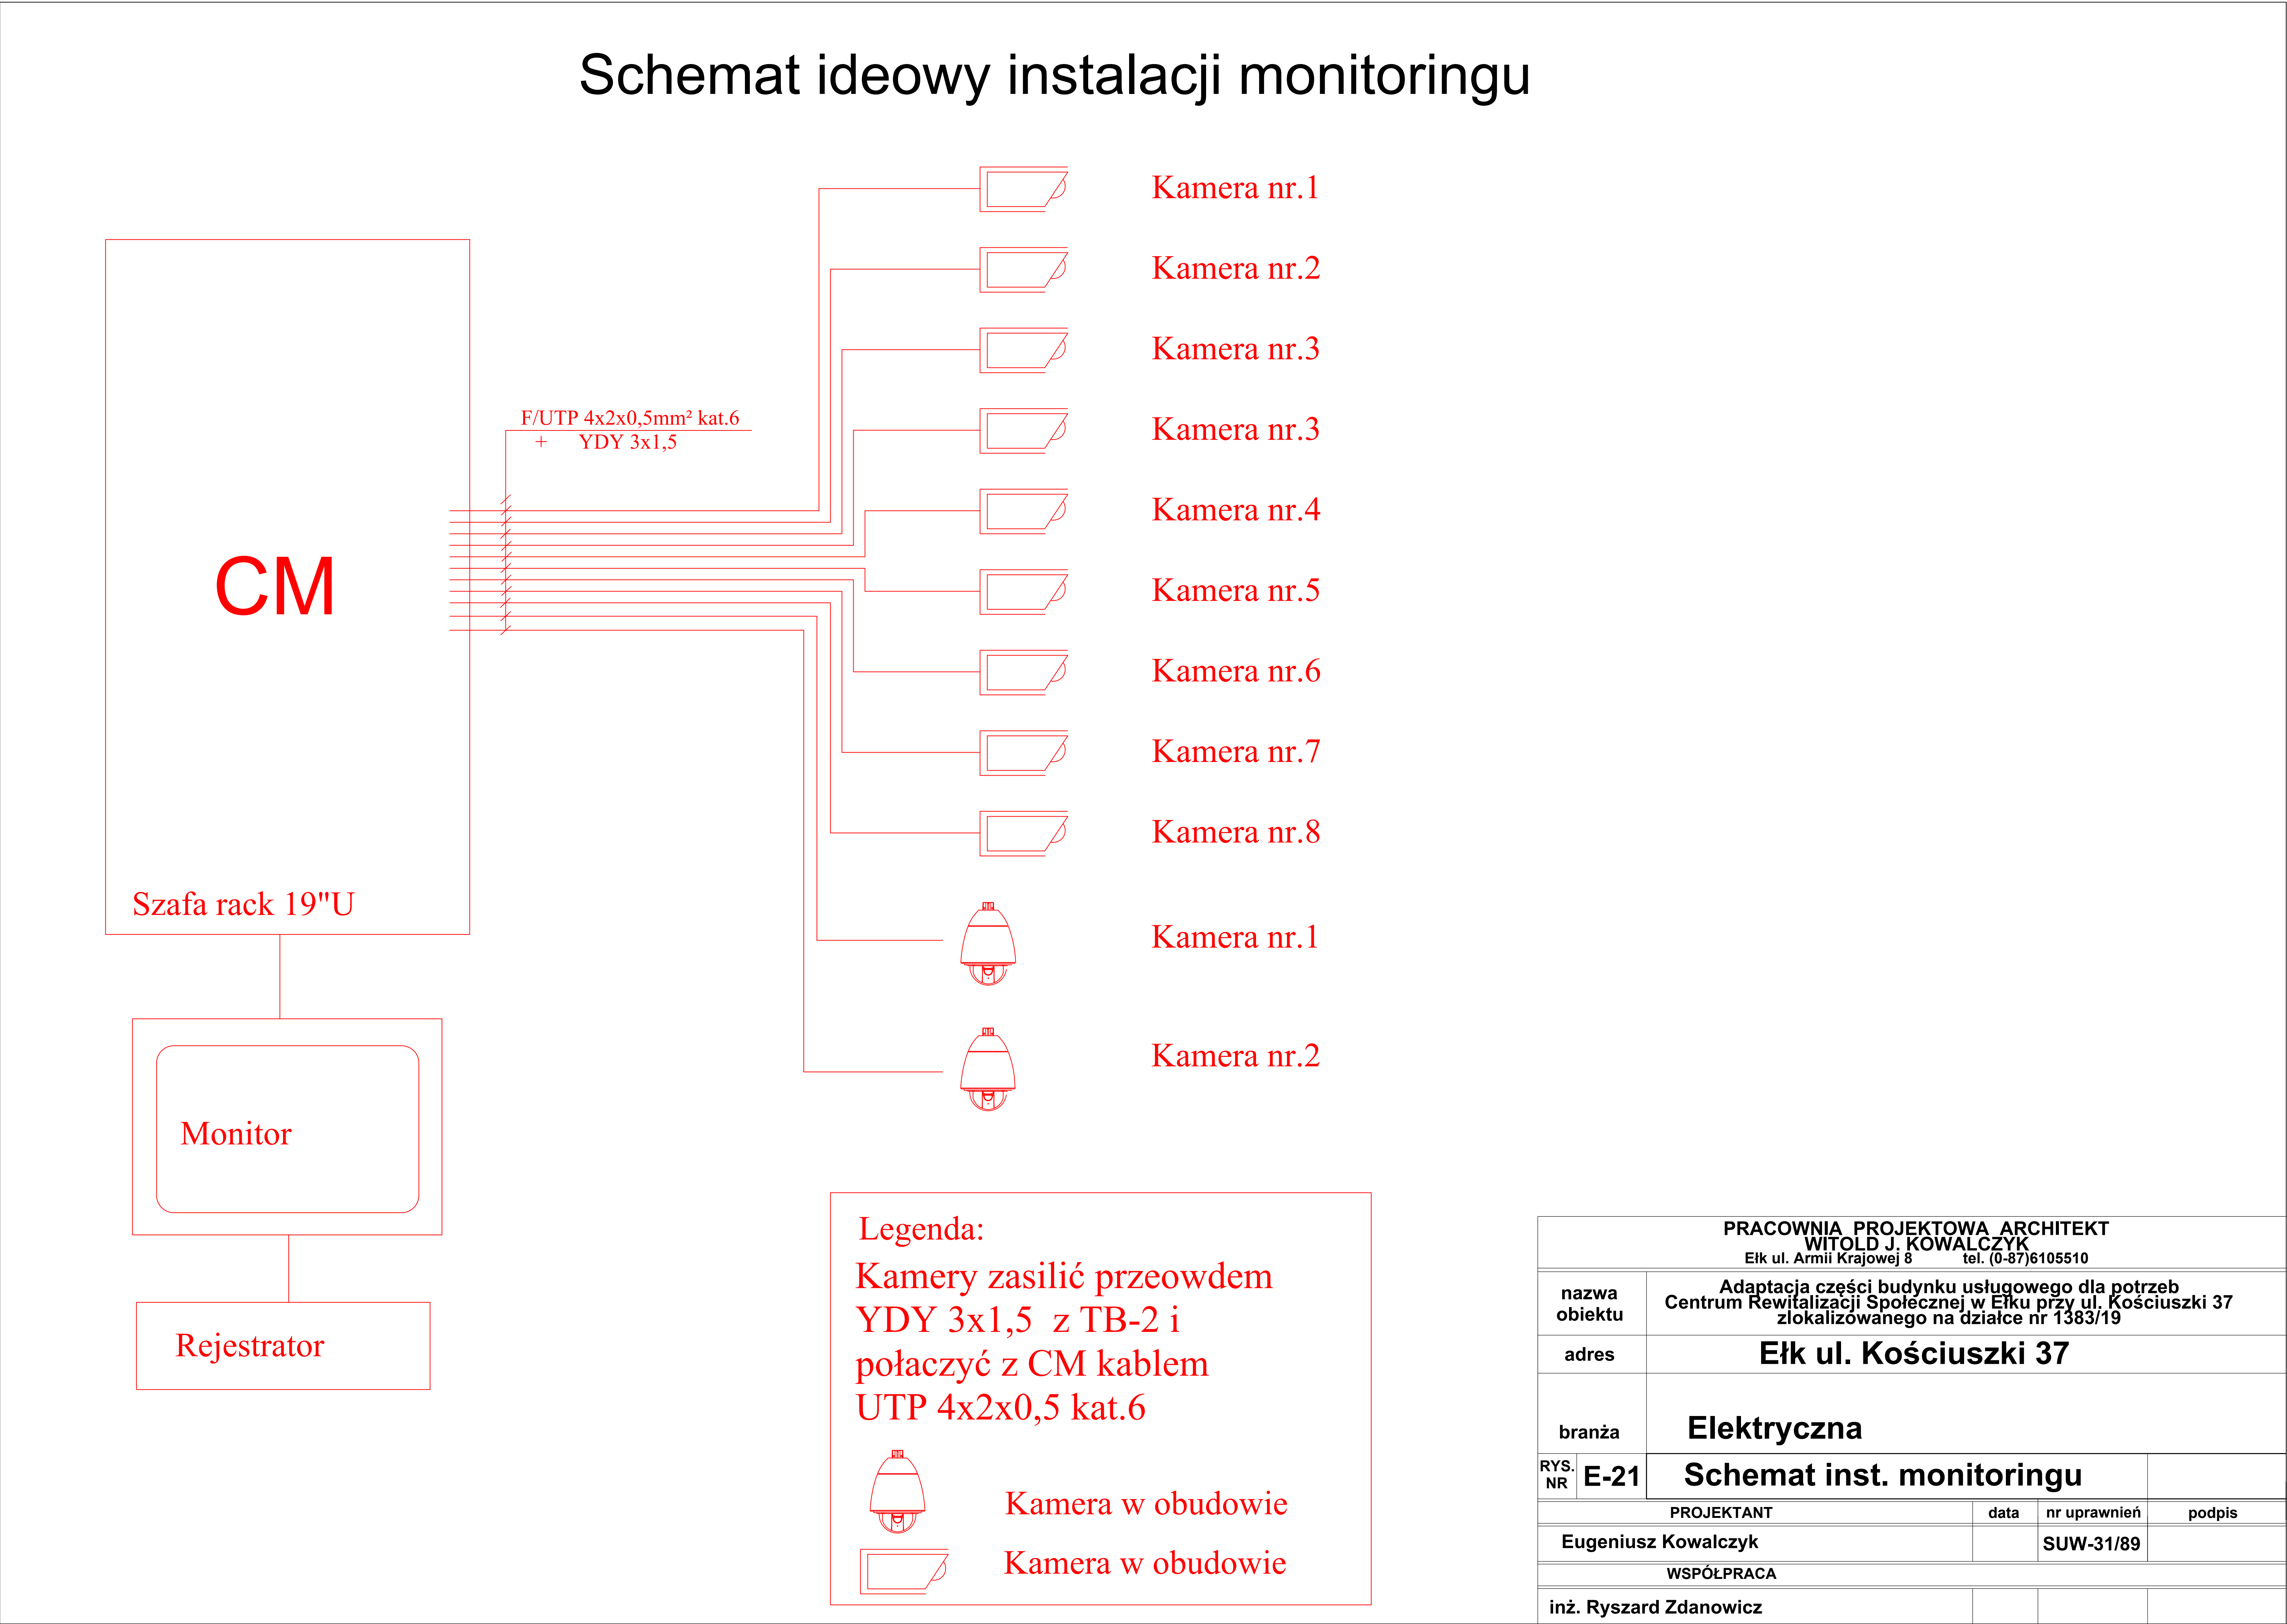 Schemat ideowy instalacji monitoringu
Kamera nr.1
Kamera nr.2
Kamera nr.3
Kamera nr.3
Kamera nr.4
Kamera nr.5
Kamera nr.6
Kamera nr.7
Kamera nr.8
Kamera nr.1
Kamera nr.2
F/UTP 4x2x0,5mm² kat.6
+ YDY 3x1,5
CM
Szafa rack 19"U
Monitor
Rejestrator
Legenda:
Kamery zasilić przeowdem
YDY 3x1,5 z TB-2 i
połaczyć z CM kablem
UTP 4x2x0,5 kat.6
Kamera w obudowie
Kamera w obudowie
PRACOWNIA PROJEKTOWA ARCHITEKT
WITOLD J. KOWALCZYK
Ełk ul. Armii Krajowej 8 tel. (0-87)6105510
nazwa
obiektu
Adaptacja części budynku usługowego dla potrzeb
Centrum Rewitalizacji Społecznej w Ełku przy ul. Kościuszki 37
zlokalizowanego na działce nr 1383/19
adres
Ełk ul. Kościuszki 37
branża
Elektryczna
RYS.
NR
E-21
Schemat inst. monitoringu
PROJEKTANT data nr uprawnień podpis
Eugeniusz Kowalczyk SUW-31/89
WSPÓŁPRACA
inż. Ryszard Zdanowicz